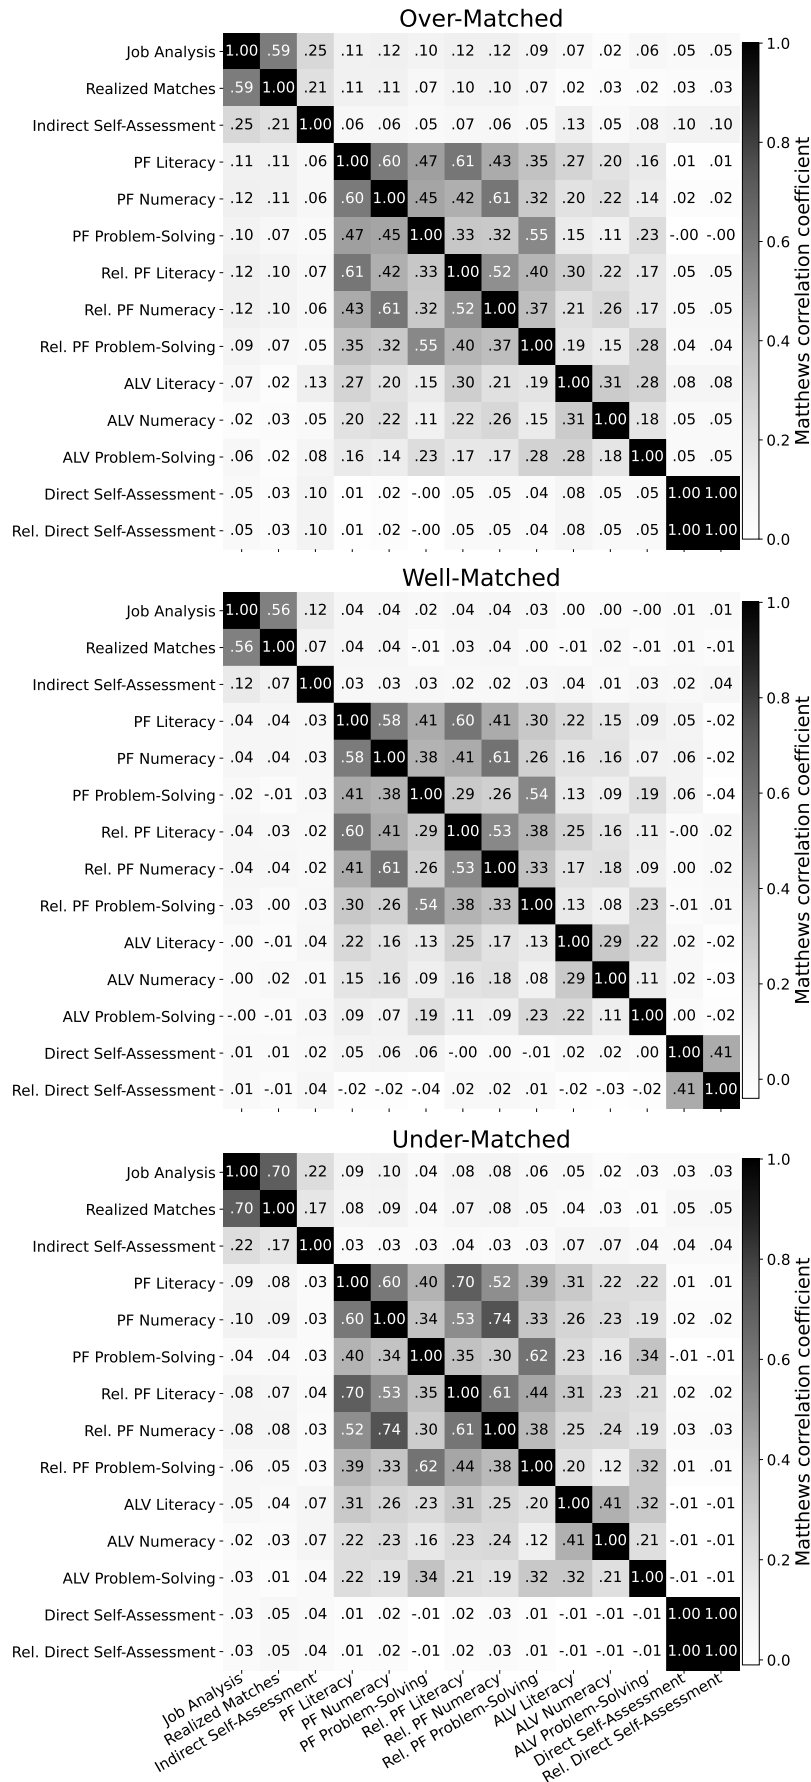 Over-Matched
Job Analysis 1.00 .59 .25 .11 .12 .10 .12 .12 .09 .07 .02 .06 .05 .05
Realized Matches .59 1.00 .21 .11 .11 .07 .10 .10 .07 .02 .03 .02 .03 .03
Indirect Self-Assessment .25 .21 1.00 .06 .06 .05 .07 .06 .05 .13 .05 .08 .10 .10
PF Literacy .11 .11 .06 1.00 .60 .47 .61 .43 .35 .27 .20 .16 .01 .01
PF Numeracy .12 .11 .06 .60 1.00 .45 .42 .61 .32 .20 .22 .14 .02 .02
PF Problem-Solving .10 .07 .05 .47 .45 1.00 .33 .32 .55 .15 .11 .23 -.00 -.00
Rel. PF Literacy .12 .10 .07 .61 .42 .33 1.00 .52 .40 .30 .22 .17 .05 .05
Rel. PF Numeracy .12 .10 .06 .43 .61 .32 .52 1.00 .37 .21 .26 .17 .05 .05
Rel. PF Problem-Solving .09 .07 .05 .35 .32 .55 .40 .37 1.00 .19 .15 .28 .04 .04
ALV Literacy .07 .02 .13 .27 .20 .15 .30 .21 .19 1.00 .31 .28 .08 .08
ALV Numeracy .02 .03 .05 .20 .22 .11 .22 .26 .15 .31 1.00 .18 .05 .05
ALV Problem-Solving .06 .02 .08 .16 .14 .23 .17 .17 .28 .28 .18 1.00 .05 .05
Direct Self-Assessment .05 .03 .10 .01 .02 -.00 .05 .05 .04 .08 .05 .05 1.00 1.00
Rel. Direct Self-Assessment .05 .03 .10 .01 .02 -.00 .05 .05 .04 .08 .05 .05 1.00 1.00
1.0
0.8
0.6
0.4
0.2
0.0
Matthews correlation coefficient
Well-Matched
Job Analysis 1.00 .56 .12 .04 .04 .02 .04 .04 .03 .00 .00 -.00 .01 .01
Realized Matches .56 1.00 .07 .04 .04 -.01 .03 .04 .00 -.01 .02 -.01 .01 -.01
Indirect Self-Assessment .12 .07 1.00 .03 .03 .03 .02 .02 .03 .04 .01 .03 .02 .04
PF Literacy .04 .04 .03 1.00 .58 .41 .60 .41 .30 .22 .15 .09 .05 -.02
PF Numeracy .04 .04 .03 .58 1.00 .38 .41 .61 .26 .16 .16 .07 .06 -.02
PF Problem-Solving .02 -.01 .03 .41 .38 1.00 .29 .26 .54 .13 .09 .19 .06 -.04
Rel. PF Literacy .04 .03 .02 .60 .41 .29 1.00 .53 .38 .25 .16 .11 -.00 .02
Rel. PF Numeracy .04 .04 .02 .41 .61 .26 .53 1.00 .33 .17 .18 .09 .00 .02
Rel. PF Problem-Solving .03 .00 .03 .30 .26 .54 .38 .33 1.00 .13 .08 .23 -.01 .01
ALV Literacy .00 -.01 .04 .22 .16 .13 .25 .17 .13 1.00 .29 .22 .02 -.02
ALV Numeracy .00 .02 .01 .15 .16 .09 .16 .18 .08 .29 1.00 .11 .02 -.03
ALV Problem-Solving -.00 -.01 .03 .09 .07 .19 .11 .09 .23 .22 .11 1.00 .00 -.02
Direct Self-Assessment .01 .01 .02 .05 .06 .06 -.00 .00 -.01 .02 .02 .00 1.00 .41
Rel. Direct Self-Assessment .01 -.01 .04 -.02 -.02 -.04 .02 .02 .01 -.02 -.03 -.02 .41 1.00
1.0
0.8
0.6
0.4
0.2
0.0
Matthews correlation coefficient
Under-Matched
Job Analysis 1.00 .70 .22 .09 .10 .04 .08 .08 .06 .05 .02 .03 .03 .03
Realized Matches .70 1.00 .17 .08 .09 .04 .07 .08 .05 .04 .03 .01 .05 .05
Indirect Self-Assessment .22 .17 1.00 .03 .03 .03 .04 .03 .03 .07 .07 .04 .04 .04
PF Literacy .09 .08 .03 1.00 .60 .40 .70 .52 .39 .31 .22 .22 .01 .01
PF Numeracy .10 .09 .03 .60 1.00 .34 .53 .74 .33 .26 .23 .19 .02 .02
PF Problem-Solving .04 .04 .03 .40 .34 1.00 .35 .30 .62 .23 .16 .34 -.01 -.01
Rel. PF Literacy .08 .07 .04 .70 .53 .35 1.00 .61 .44 .31 .23 .21 .02 .02
Rel. PF Numeracy .08 .08 .03 .52 .74 .30 .61 1.00 .38 .25 .24 .19 .03 .03
Rel. PF Problem-Solving .06 .05 .03 .39 .33 .62 .44 .38 1.00 .20 .12 .32 .01 .01
ALV Literacy .05 .04 .07 .31 .26 .23 .31 .25 .20 1.00 .41 .32 -.01 -.01
ALV Numeracy .02 .03 .07 .22 .23 .16 .23 .24 .12 .41 1.00 .21 -.01 -.01
ALV Problem-Solving .03 .01 .04 .22 .19 .34 .21 .19 .32 .32 .21 1.00 -.01 -.01
Direct Self-Assessment .03 .05 .04 .01 .02 -.01 .02 .03 .01 -.01 -.01 -.01 1.00 1.00
Rel. Direct Self-Assessment .03 .05 .04 .01 .02 -.01 .02 .03 .01 -.01 -.01 -.01 1.00 1.00
1.0
0.8
0.6
0.4
0.2
0.0
Matthews correlation coefficient
Job Analysis
Realized Matches
Indirect Self-Assessment
PF Literacy
PF Numeracy
PF Problem-Solving
Rel. PF Literacy
Rel. PF Numeracy
Rel. PF Problem-Solving
ALV Literacy
ALV Numeracy
ALV Problem-Solving
Direct Self-Assessment
Rel. Direct Self-Assessment